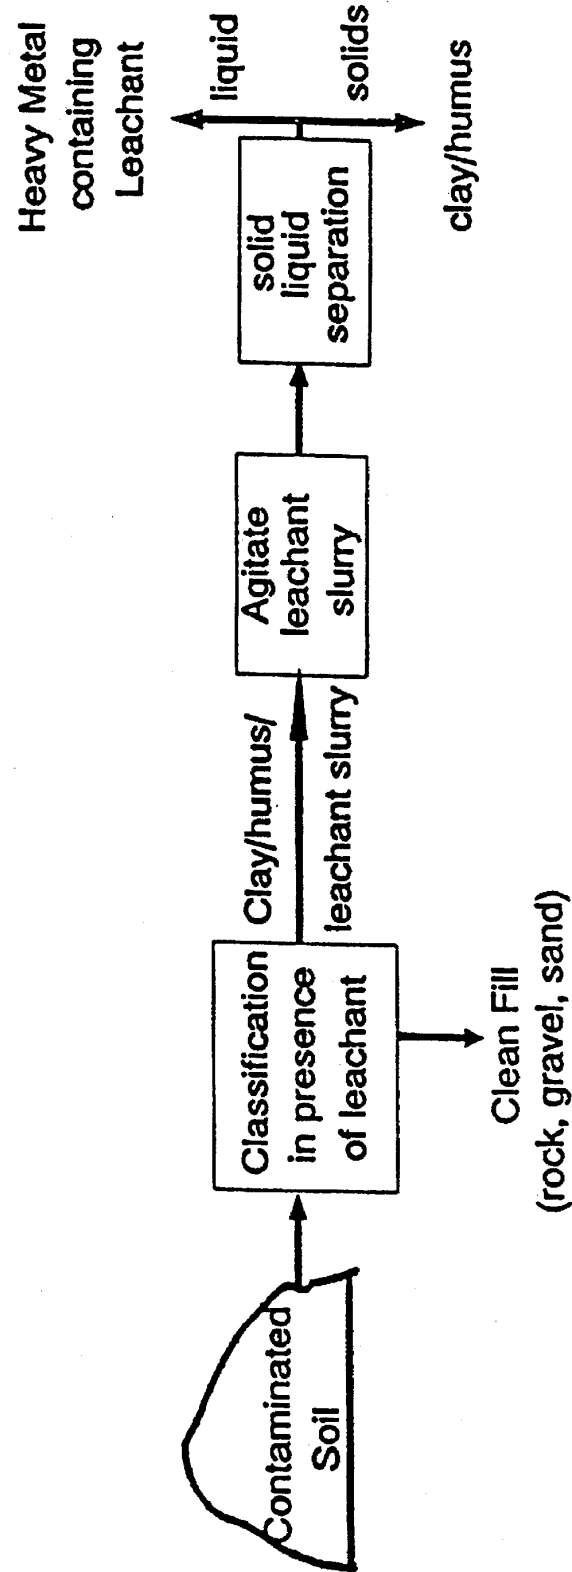 Contaminated
Soil
Classification
in presence
of leachant
Clean Fill
(rock, gravel, sand)
Clay/humus/
leachant slurry
Agitate
leachant
slurry
solid
liquid
separation
Heavy Metal
containing
Leachant
liquid
solids
clay/humus